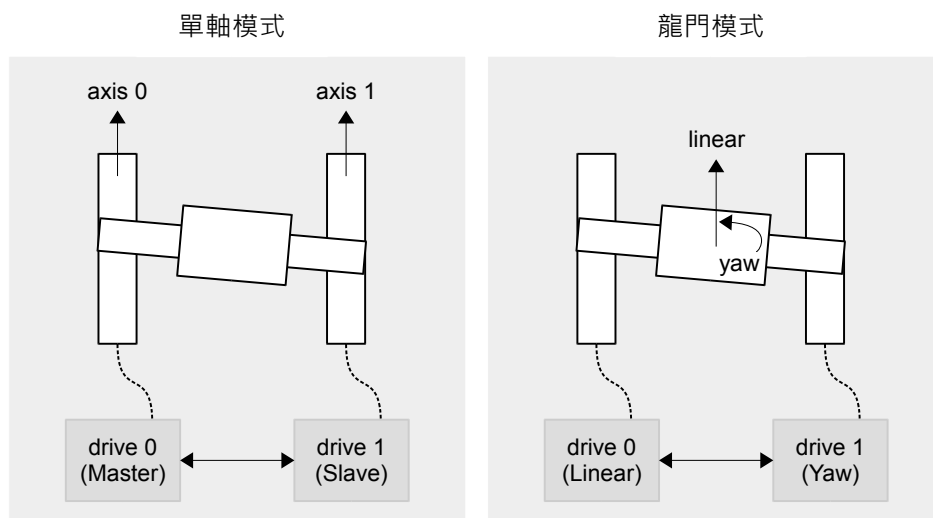 單軸模式
axis 0
axis 1
drive 0
(Master)
drive 1
(Slave)
龍門模式
linear
yaw
drive 0
(Linear)
drive 1
(Yaw)